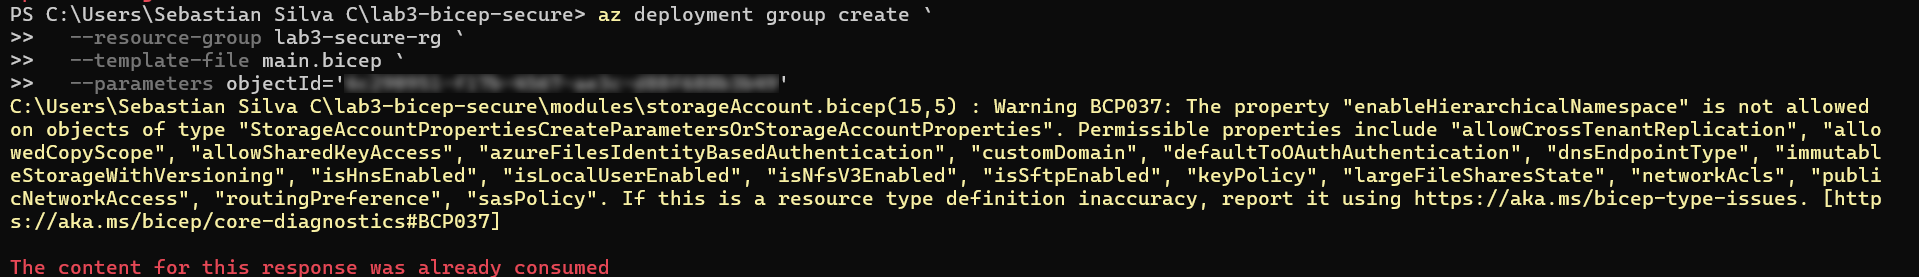 PS C:\Users\Sebastian Silva C\lab3-bicep-secure> az deployment group create `
>>   --resource-group lab3-secure-rg `
>>   --template-file main.bicep `
>>   --parameters objectId=' '
C:\Users\Sebastian Silva C\lab3-bicep-secure\modules\storageAccount.bicep(15,5) : Warning BCP037: The property "enableHierarchicalNamespace" is not allowed
on objects of type "StorageAccountPropertiesCreateParametersOrStorageAccountProperties". Permissible properties include "allowCrossTenantReplication", "allo
wedCopyScope", "allowSharedKeyAccess", "azureFilesIdentityBasedAuthentication", "customDomain", "defaultToOAuthAuthentication", "dnsEndpointType", "immutabl
eStorageWithVersioning", "isHnsEnabled", "isLocalUserEnabled", "isNfsV3Enabled", "isSftpEnabled", "keyPolicy", "largeFileSharesState", "networkAcls", "publi
cNetworkAccess", "routingPreference", "sasPolicy". If this is a resource type definition inaccuracy, report it using https://aka.ms/bicep-type-issues. [http
s://aka.ms/bicep/core-diagnostics#BCP037]
The content for this response was already consumed